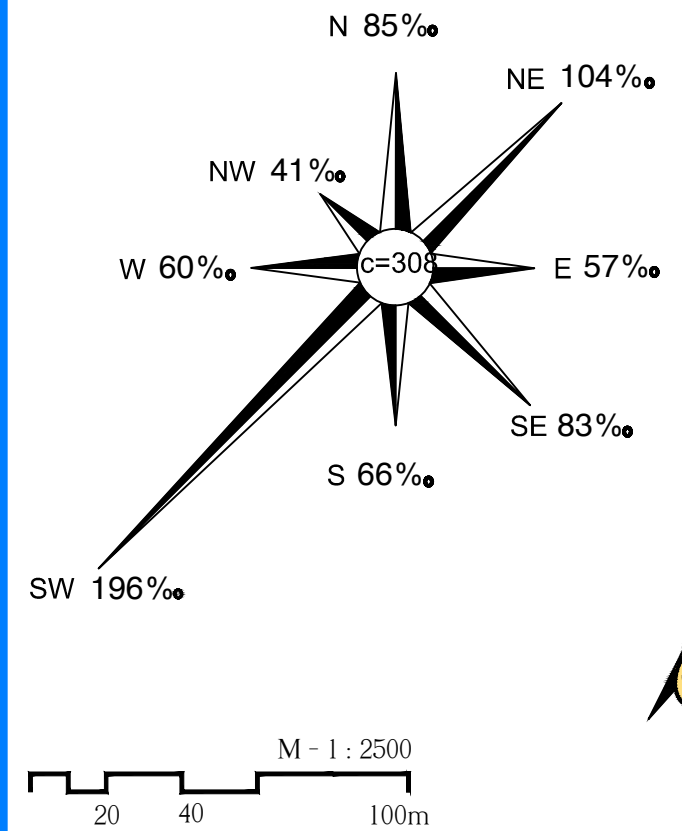 N 85‰
NE 104‰
NW 41‰
c=308
W 60‰
E 57‰
SE 83‰
S 66‰
SW 196‰
M - 1 : 2500
20 40 100m